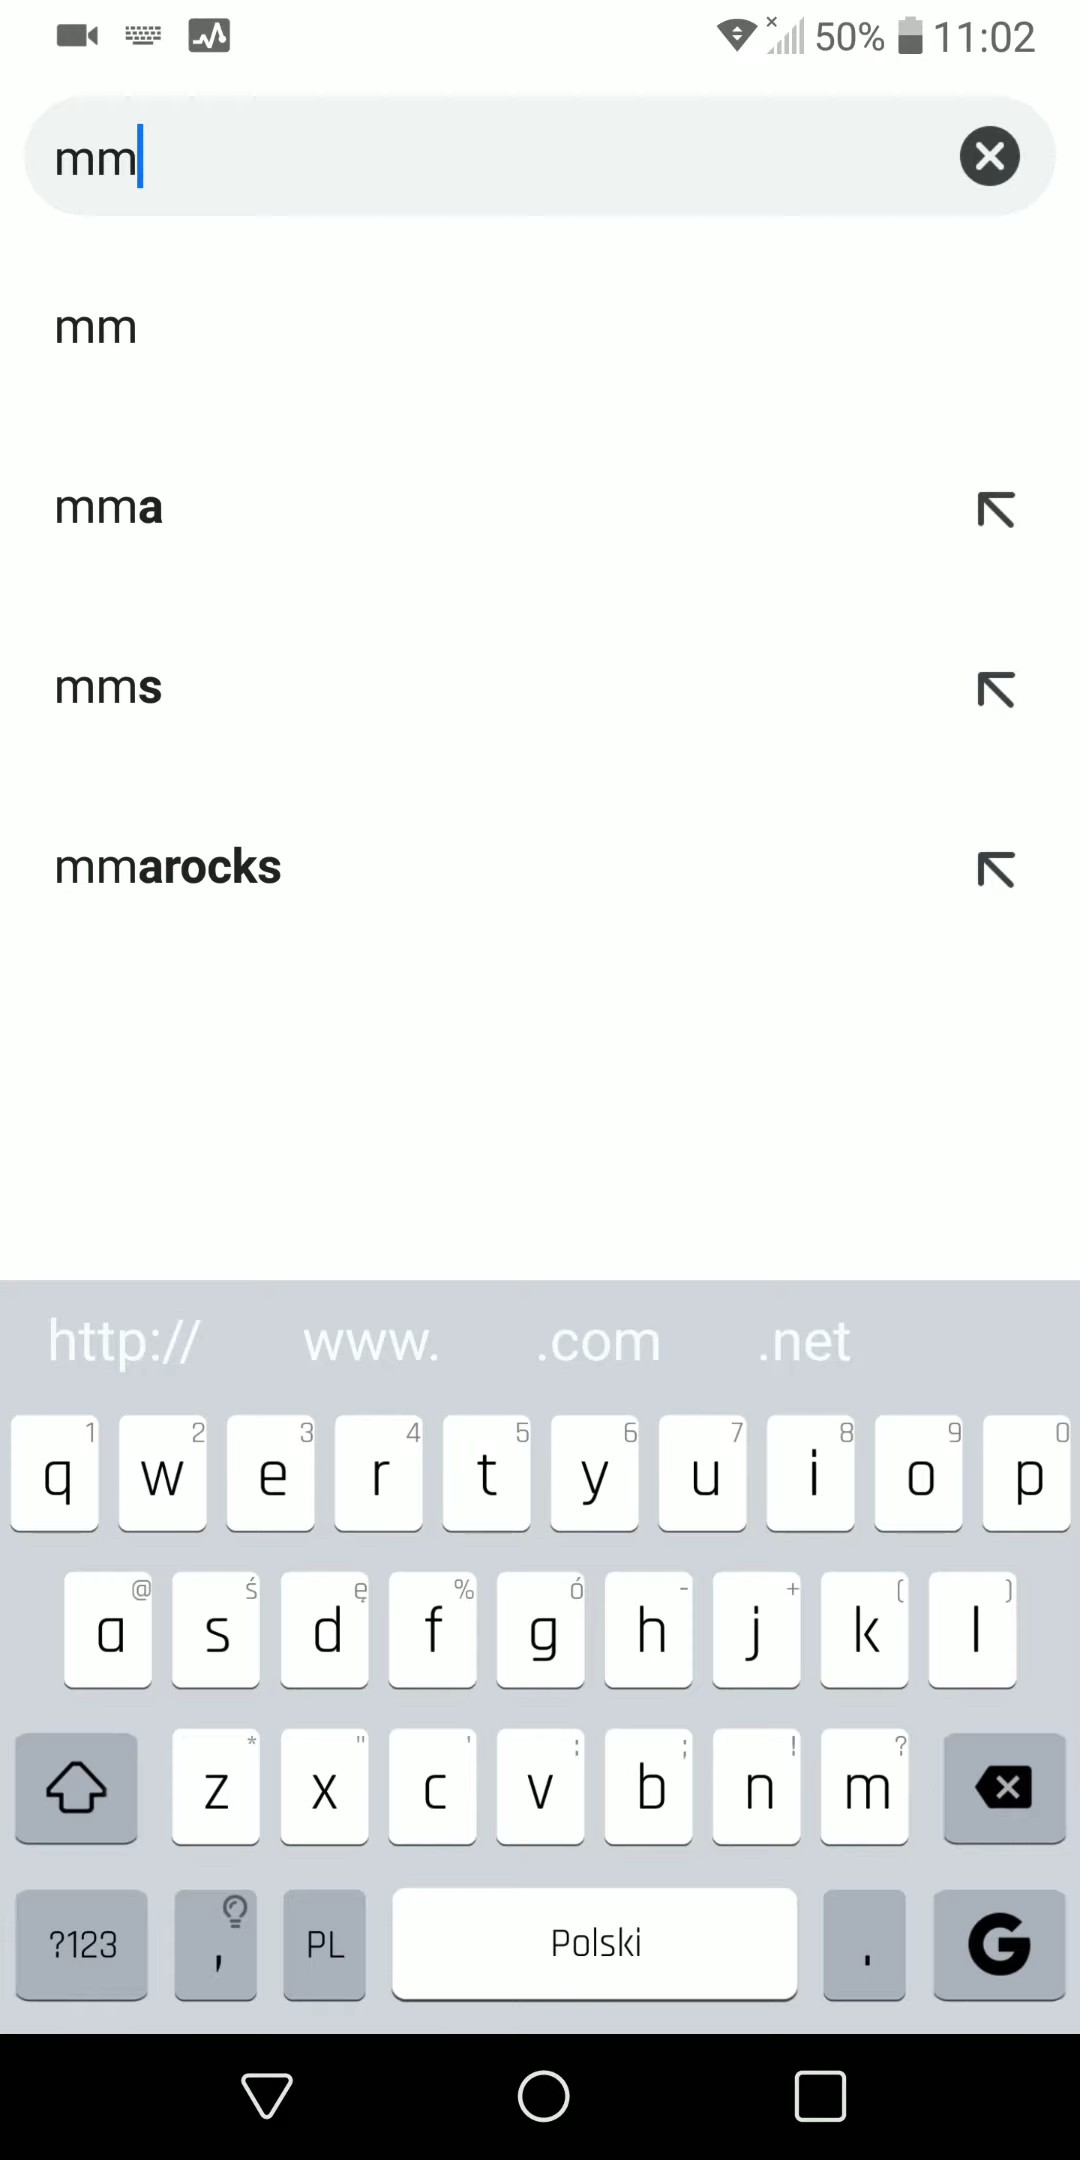 50% 11:02
mm
mm
mma
mms
mmarocks
http:// www. .com .net
1 2 3 4 5 6 7 8 9 0
q w e r t y u i o p
@ ś ę % ó - + ( )
a s d f g h j k l
* " ' : ; ! ?
z x c v b n m
?123 , PL Polski . G